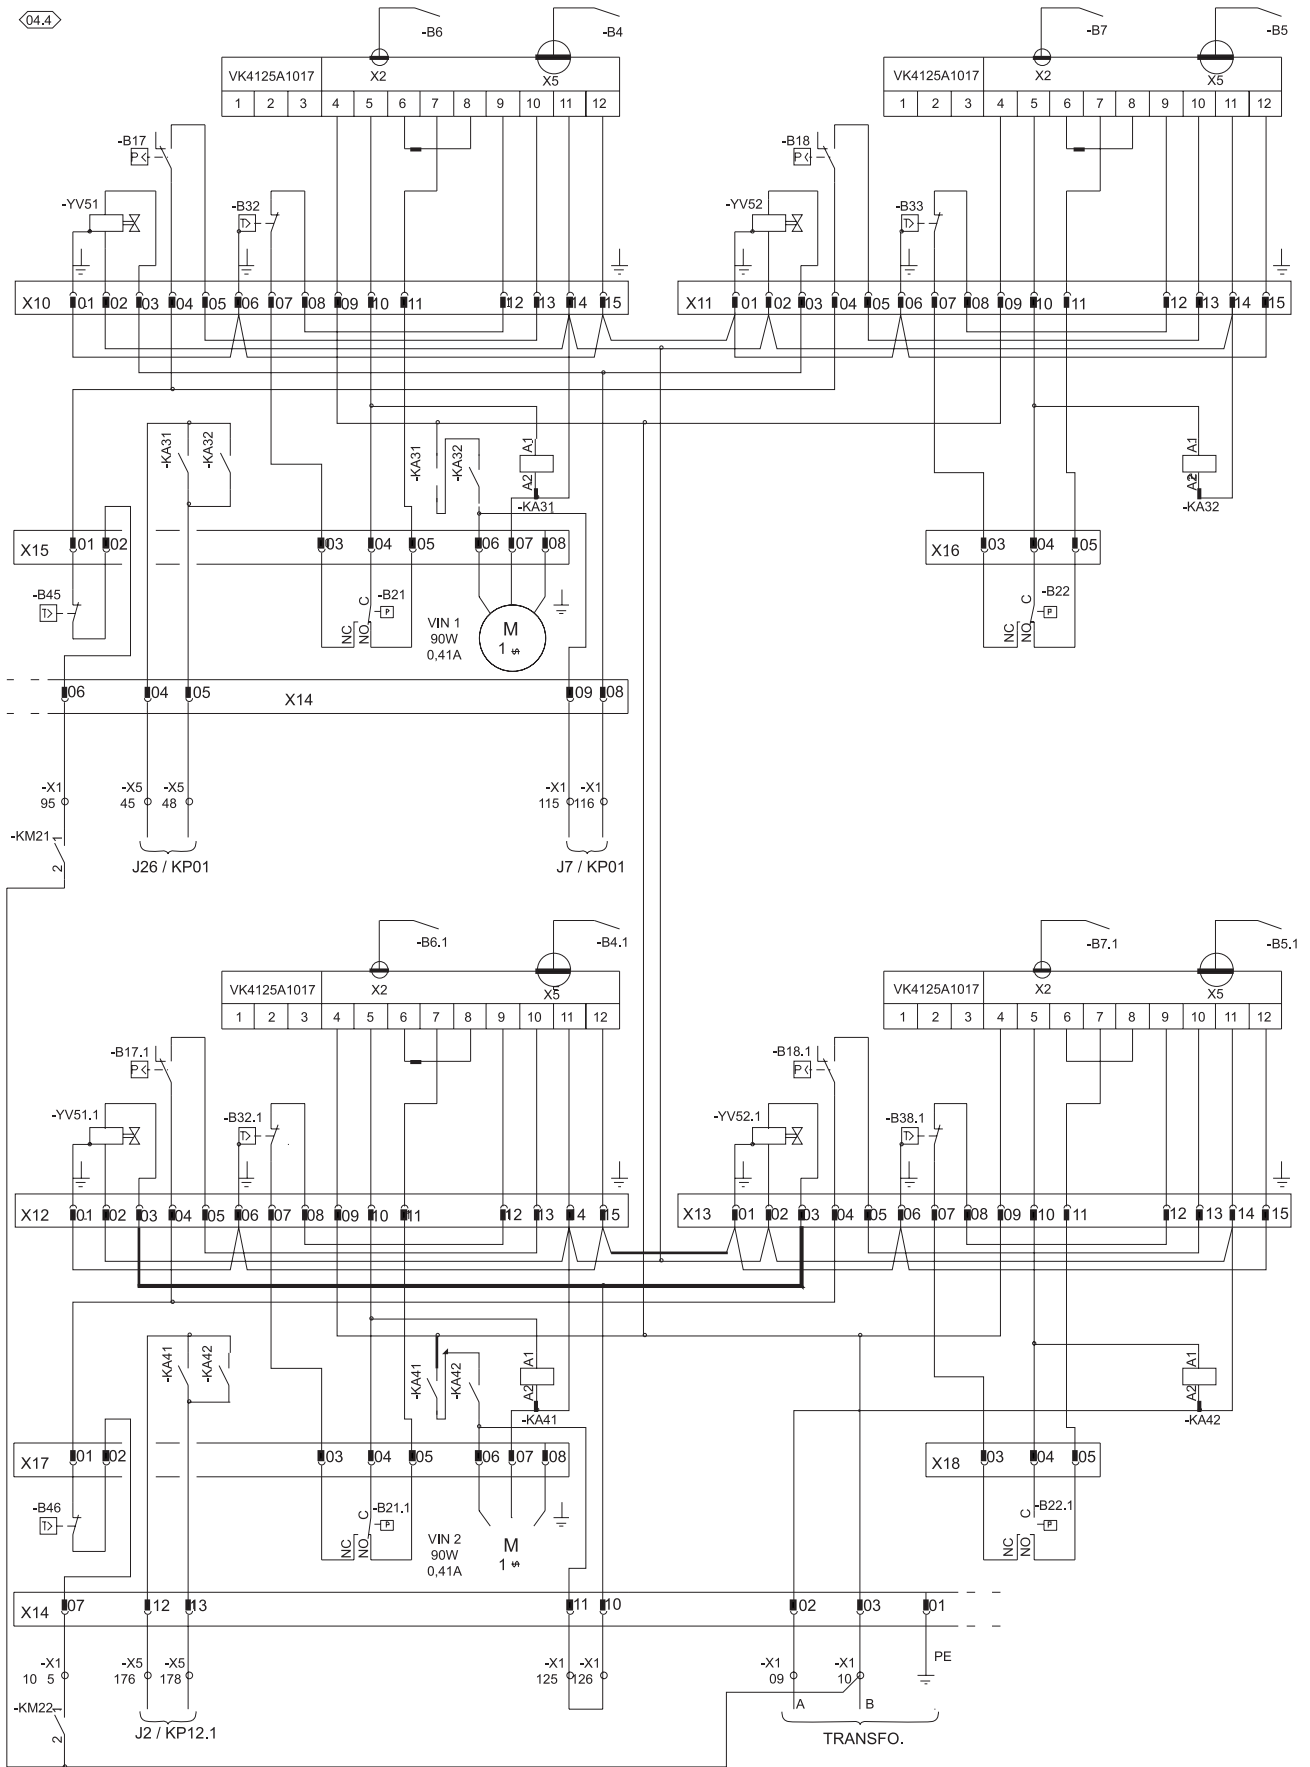 04.4
-B6
-B4
-B7
-B5
VK4125A1017
X2
X5
VK4125A1017
X2
X5
1 2 3 4 5 6 7 8 9 10 11 12
1 2 3 4 5 6 7 8 9 10 11 12
-B17
P<
-B18
P<
-YV51
-B32
T>
-YV52
-B33
T>
X10 01 02 03 04 05 06 07 08 09 10 11 12 13 14 15
X11 01 02 03 04 05 06 07 08 09 10 11 12 13 14 15
-KA31
-KA32
-KA31
-KA32
A1
A2
-KA31
A1
A2
-KA32
X15 01 02 03 04 05 06 07 08
X16 03 04 05
-B45
T>
C
-B21
P
NC
NO
VIN 1
90W
0,41A
M
1
C
-B22
P
NC
NO
06 04 05 X14 09 08
-X1
95
-X5
45
-X5
48
-X1
115
-X1
116
-KM21
1
2
J26 / KP01
J7 / KP01
-B6.1
-B4.1
-B7.1
-B5.1
VK4125A1017
X2
X5
VK4125A1017
X2
X5
1 2 3 4 5 6 7 8 9 10 11 12
1 2 3 4 5 6 7 8 9 10 11 12
-B17.1
P<
-B18.1
P<
-YV51.1
-B32.1
T>
-YV52.1
-B38.1
T>
X12 01 02 03 04 05 06 07 08 09 10 11 12 13 14 15
X13 01 02 03 04 05 06 07 08 09 10 11 12 13 14 15
-KA41
-KA42
-KA41
-KA42
A1
A2
-KA41
A1
A2
-KA42
X17 01 02 03 04 05 06 07 08
X18 03 04 05
-B46
T>
C
-B21.1
P
NC
NO
VIN 2
90W
0,41A
M
1
C
-B22.1
P
NC
NO
X14 07 12 13 11 10 02 03 01
-X1
10 5
-X5
176
-X5
178
-X1
125
-X1
126
-X1
09
-X1
10
PE
-KM22
1
2
J2 / KP12.1
A
B
TRANSFO.